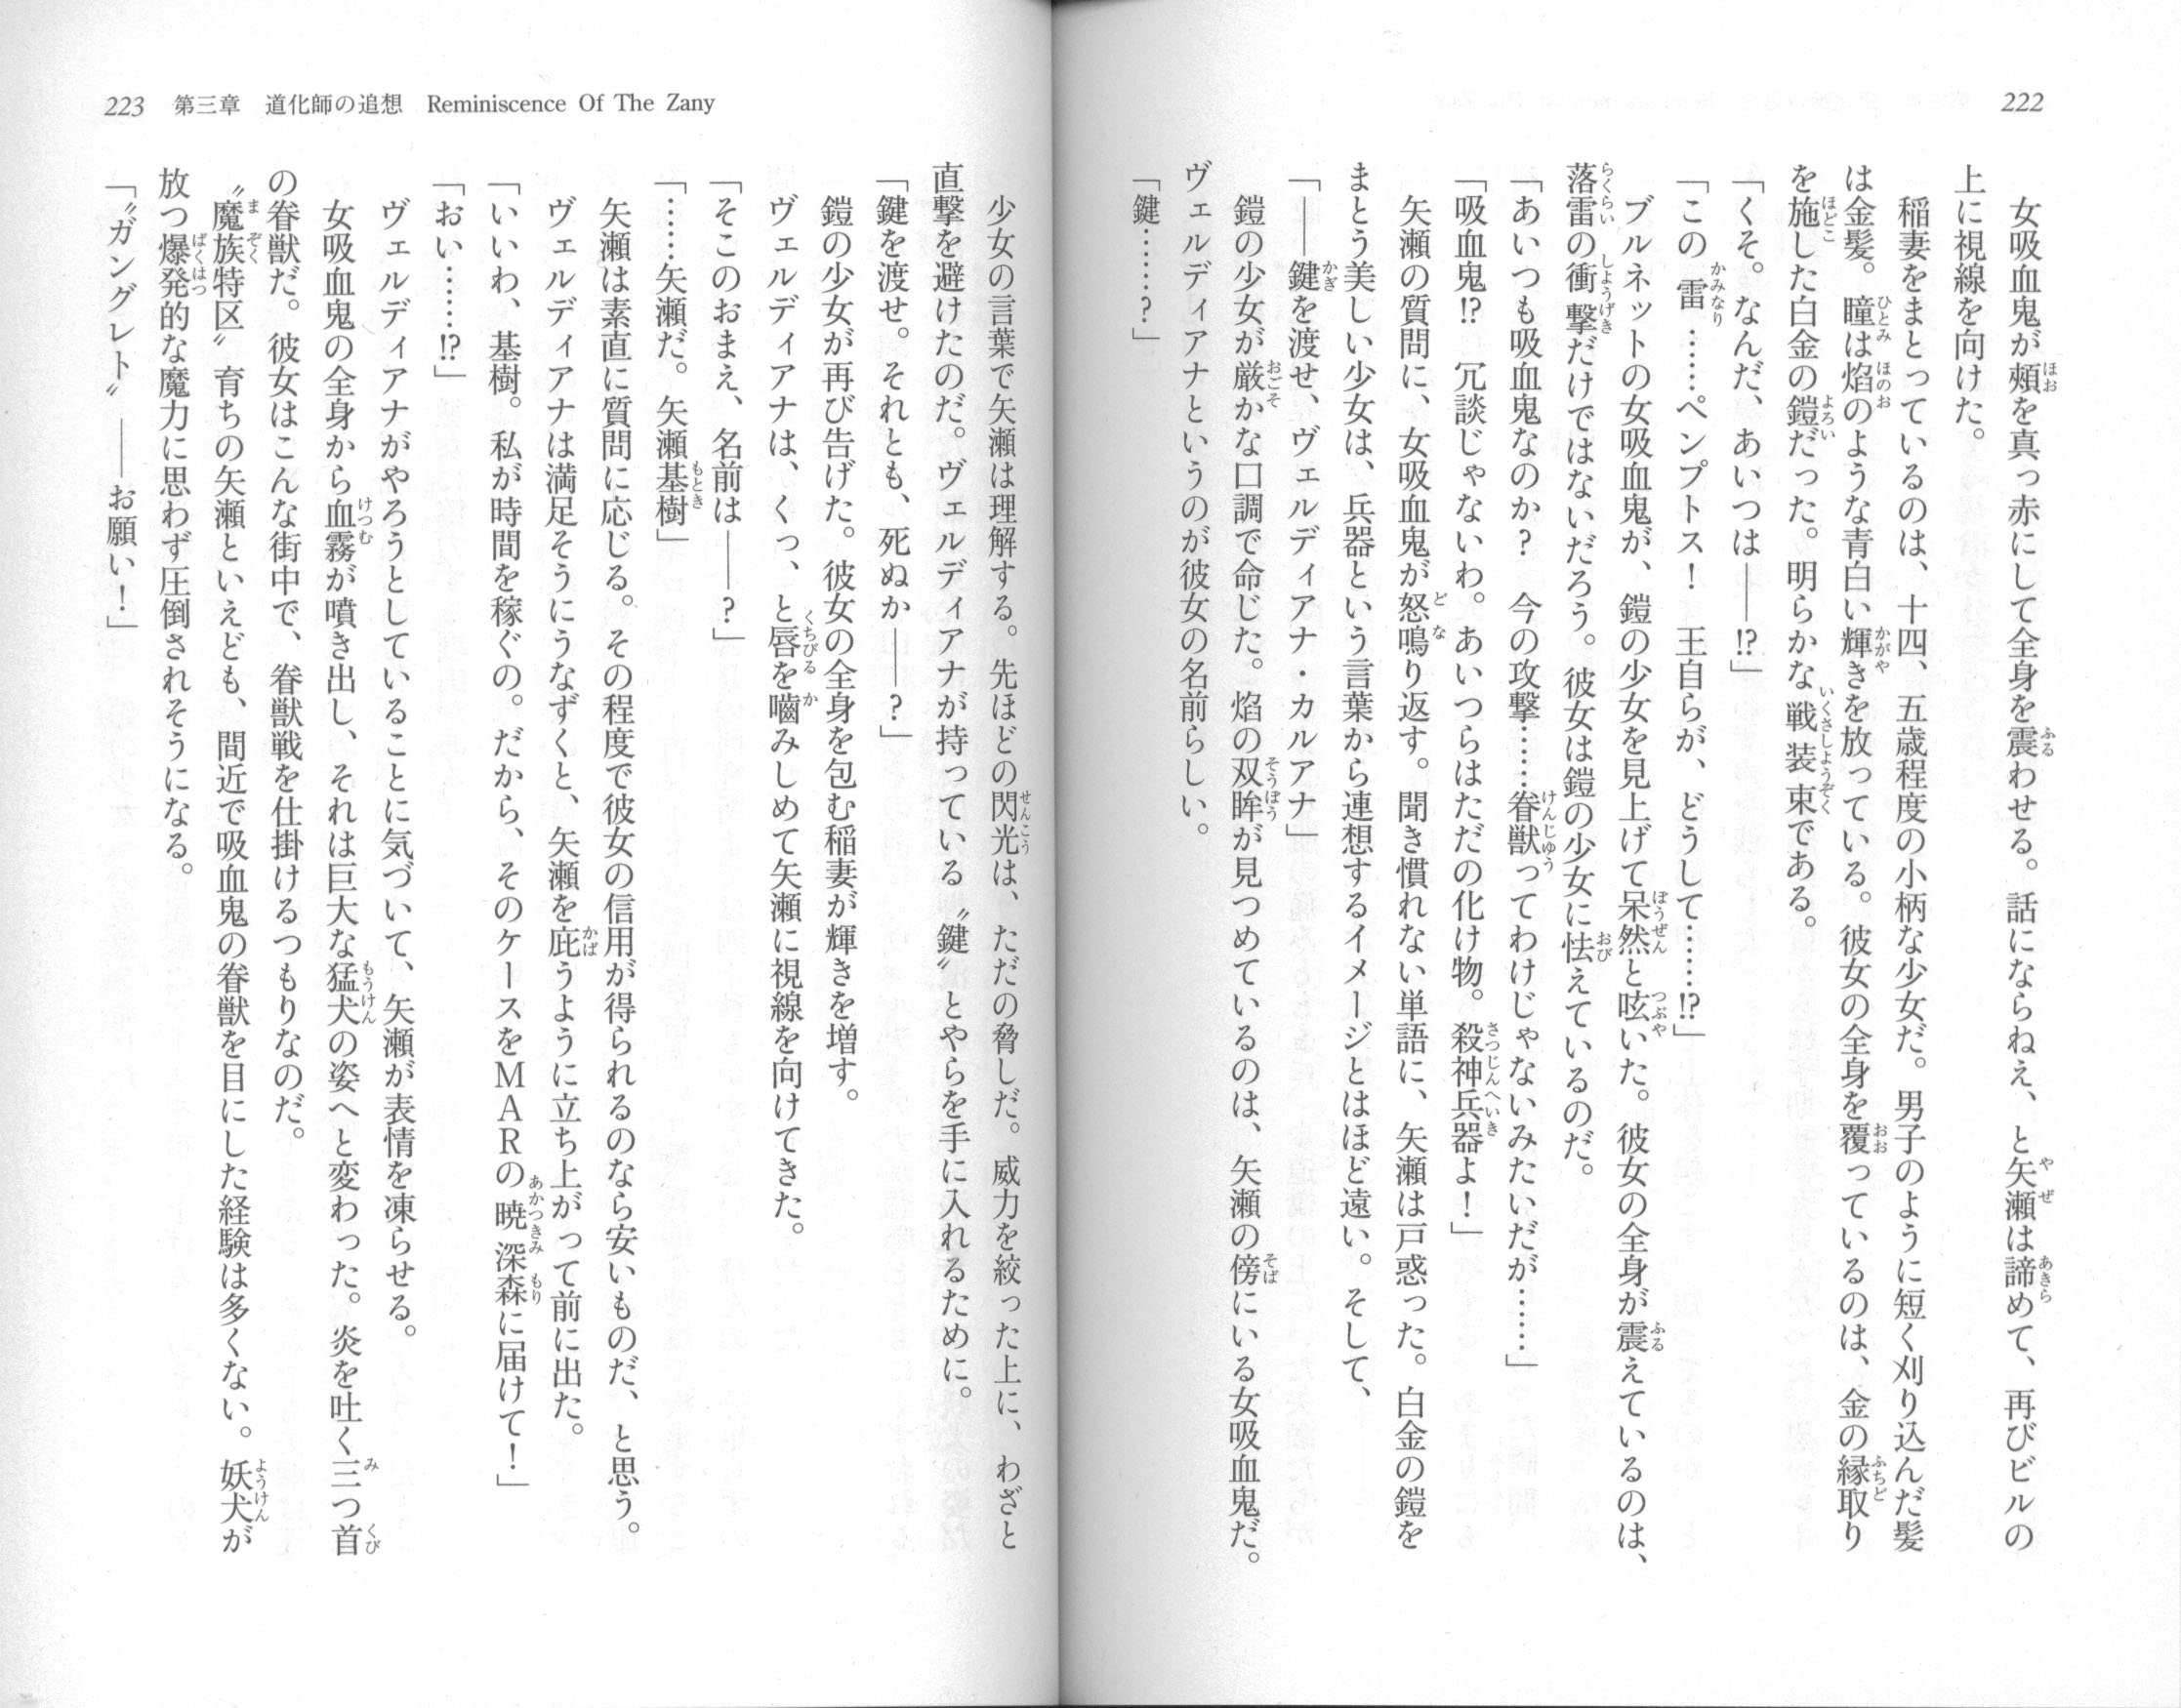 222
女吸血鬼が頰を真っ赤にして全身を震わせる。話にならねえ、と矢瀬は諦めて、再びビルの
上に視線を向けた。
稲妻をまとっているのは、十四、五歳程度の小柄な少女だ。男子のように短く刈り込んだ髪
は金髪。瞳は焰のような青白い輝きを放っている。彼女の全身を覆っているのは、金の縁取り
を施した白金の鎧だった。明らかな戦装束である。
「くそ。なんだ、あいつは――!?」
「この雷……ペンプトス！　王自らが、どうして……!?」
ブルネットの女吸血鬼が、鎧の少女を見上げて呆然と呟いた。彼女の全身が震えているのは、
落雷の衝撃だけではないだろう。彼女は鎧の少女に怯えているのだ。
「あいつも吸血鬼なのか？　今の攻撃……眷獣ってわけじゃないみたいだが……」
「吸血鬼!?　冗談じゃないわ。あいつらはただの化け物。殺神兵器よ！」
矢瀬の質問に、女吸血鬼が怒鳴り返す。聞き慣れない単語に、矢瀬は戸惑った。白金の鎧を
まとう美しい少女は、兵器という言葉から連想するイメージとはほど遠い。そして、
「――鍵を渡せ、ヴェルディアナ・カルアナ」
鎧の少女が厳かな口調で命じた。焰の双眸が見つめているのは、矢瀬の傍にいる女吸血鬼だ。
ヴェルディアナというのが彼女の名前らしい。
「鍵……？」
223 第三章　道化師の追想　Reminiscence Of The Zany
少女の言葉で矢瀬は理解する。先ほどの閃光は、ただの脅しだ。威力を絞った上に、わざと
直撃を避けたのだ。ヴェルディアナが持っている〝鍵〟とやらを手に入れるために。
「鍵を渡せ。それとも、死ぬか――？」
鎧の少女が再び告げた。彼女の全身を包む稲妻が輝きを増す。
ヴェルディアナは、くっ、と唇を嚙みしめて矢瀬に視線を向けてきた。
「そこのおまえ、名前は――？」
「……矢瀬だ。矢瀬基樹」
矢瀬は素直に質問に応じる。その程度で彼女の信用が得られるのなら安いものだ、と思う。
ヴェルディアナは満足そうにうなずくと、矢瀬を庇うように立ち上がって前に出た。
「いいわ、基樹。私が時間を稼ぐの。だから、そのケースをＭＡＲの暁深森に届けて！」
「おい……!?」
ヴェルディアナがやろうとしていることに気づいて、矢瀬が表情を凍らせる。
女吸血鬼の全身から血霧が噴き出し、それは巨大な猛犬の姿へと変わった。炎を吐く三つ首
の眷獣だ。彼女はこんな街中で、眷獣戦を仕掛けるつもりなのだ。
〝魔族特区〟育ちの矢瀬といえども、間近で吸血鬼の眷獣を目にした経験は多くない。妖犬が
放つ爆発的な魔力に思わず圧倒されそうになる。
「〝ガングレト〟――お願い！」